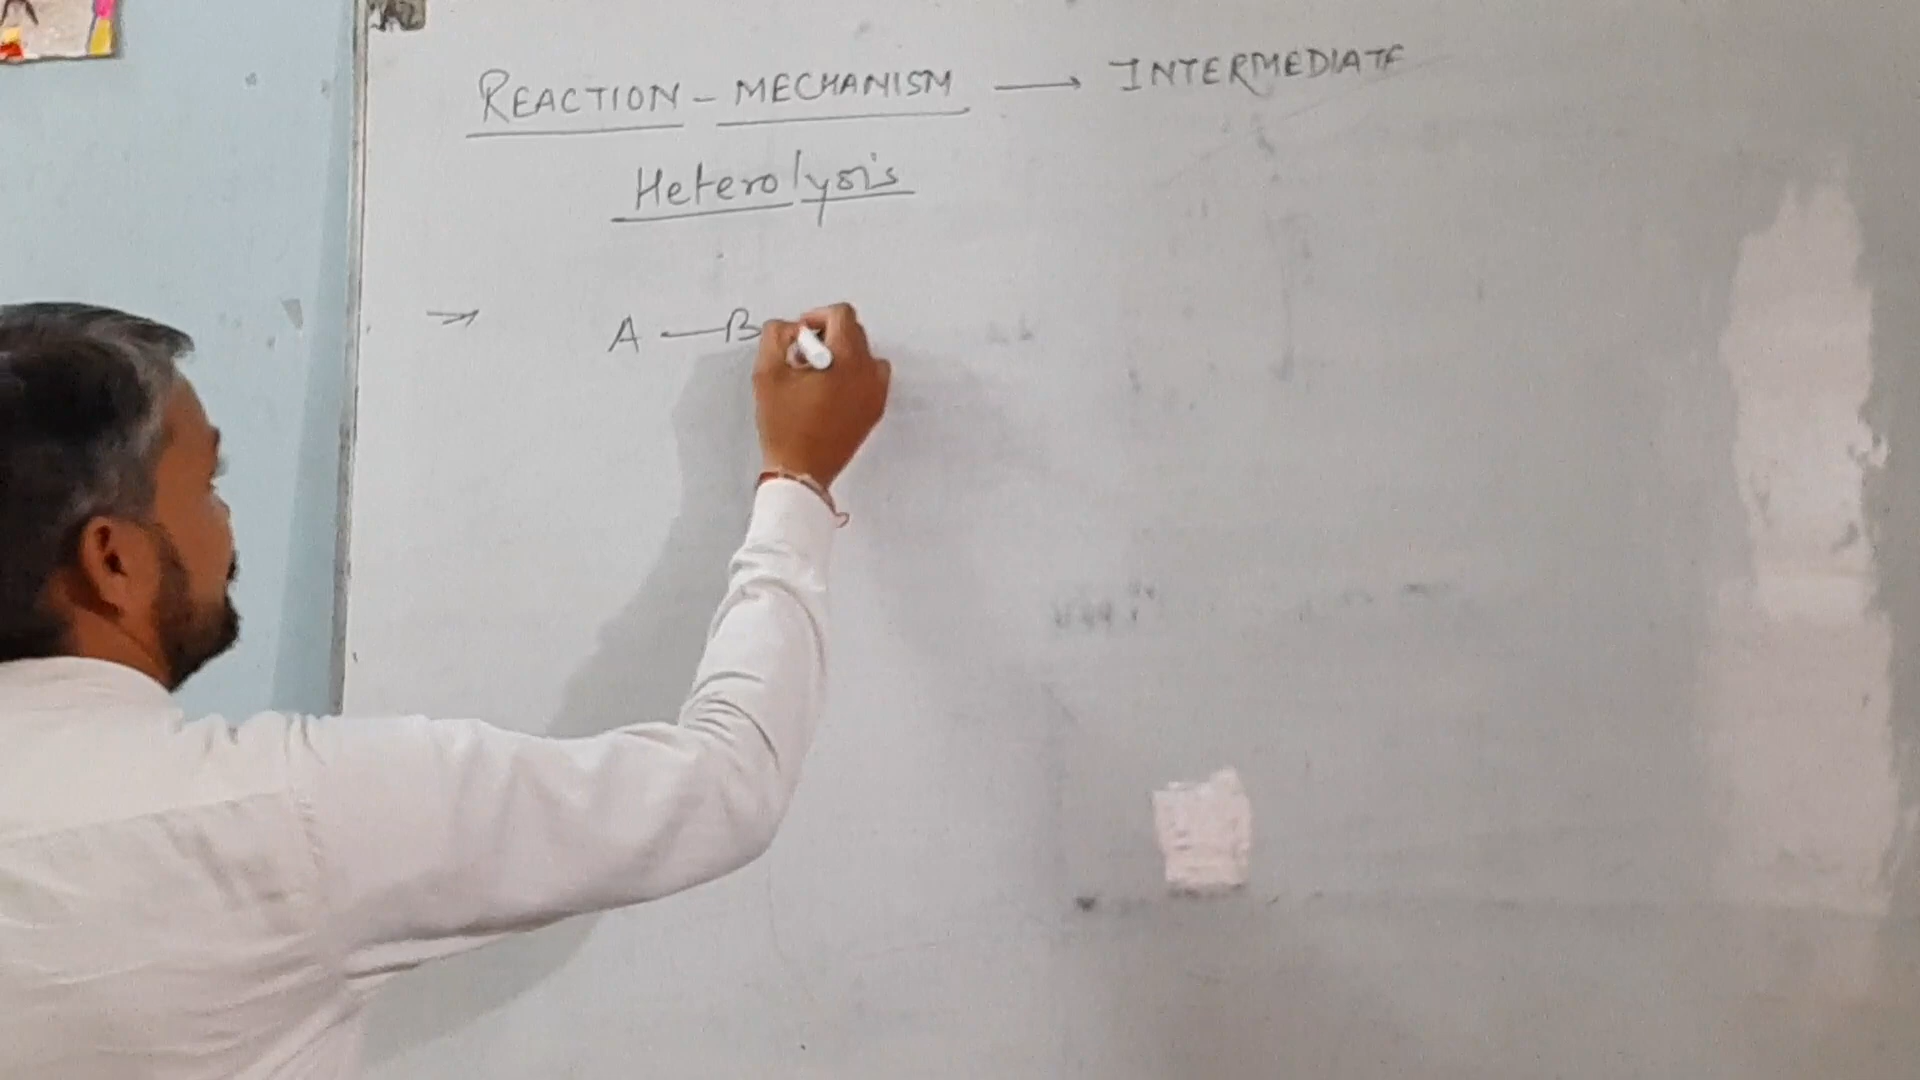 REACTION - MECHANISM → INTERMEDIATE
Heterolysis
→ A — B